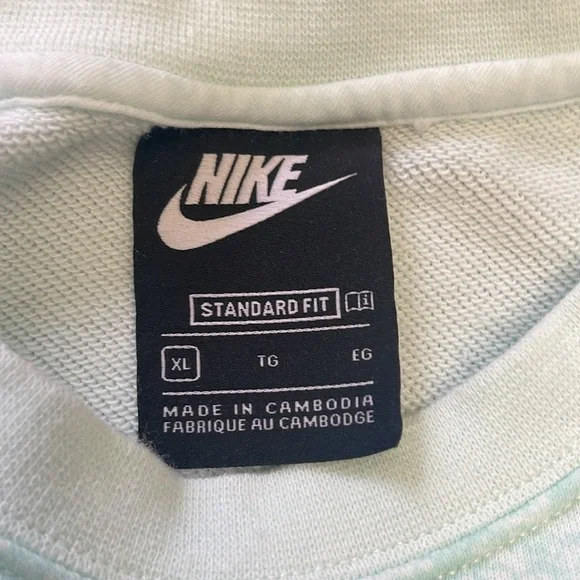 NIKE
STANDARD FIT
XL TG EG
MADE IN CAMBODIA
FABRIQUE AU CAMBODGE